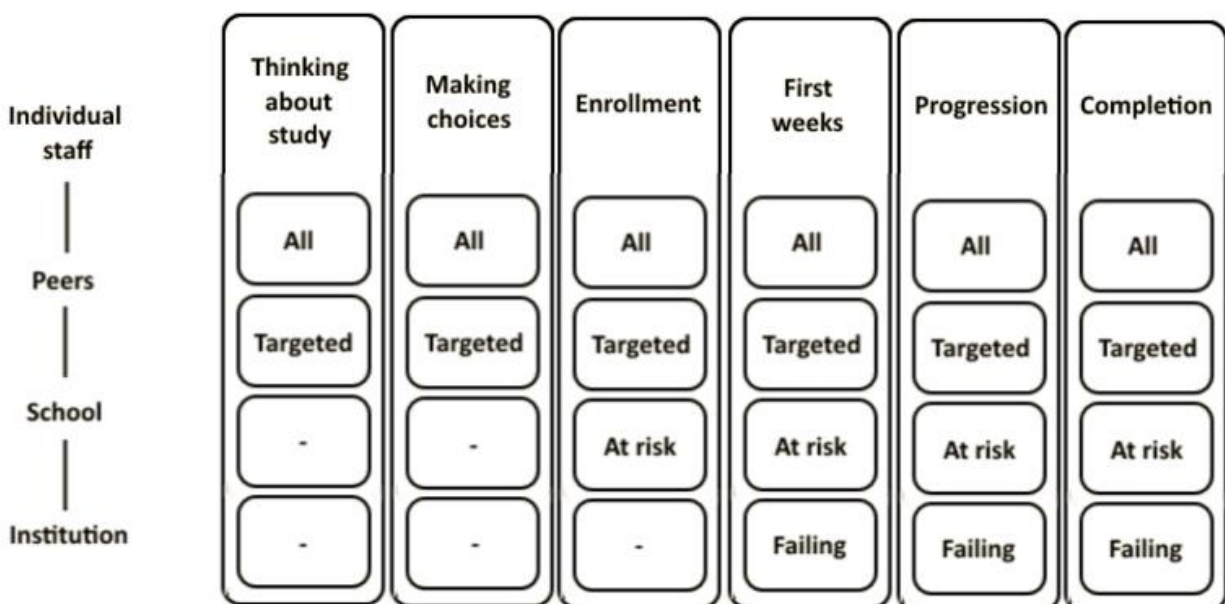 Individual
staff
Peers
School
Institution
Thinking
about
study
Making
choices
Enrollment
First
weeks
Progression
Completion
All
All
All
All
All
All
Targeted
Targeted
Targeted
Targeted
Targeted
Targeted
-
-
At risk
At risk
At risk
At risk
-
-
-
Failing
Failing
Failing